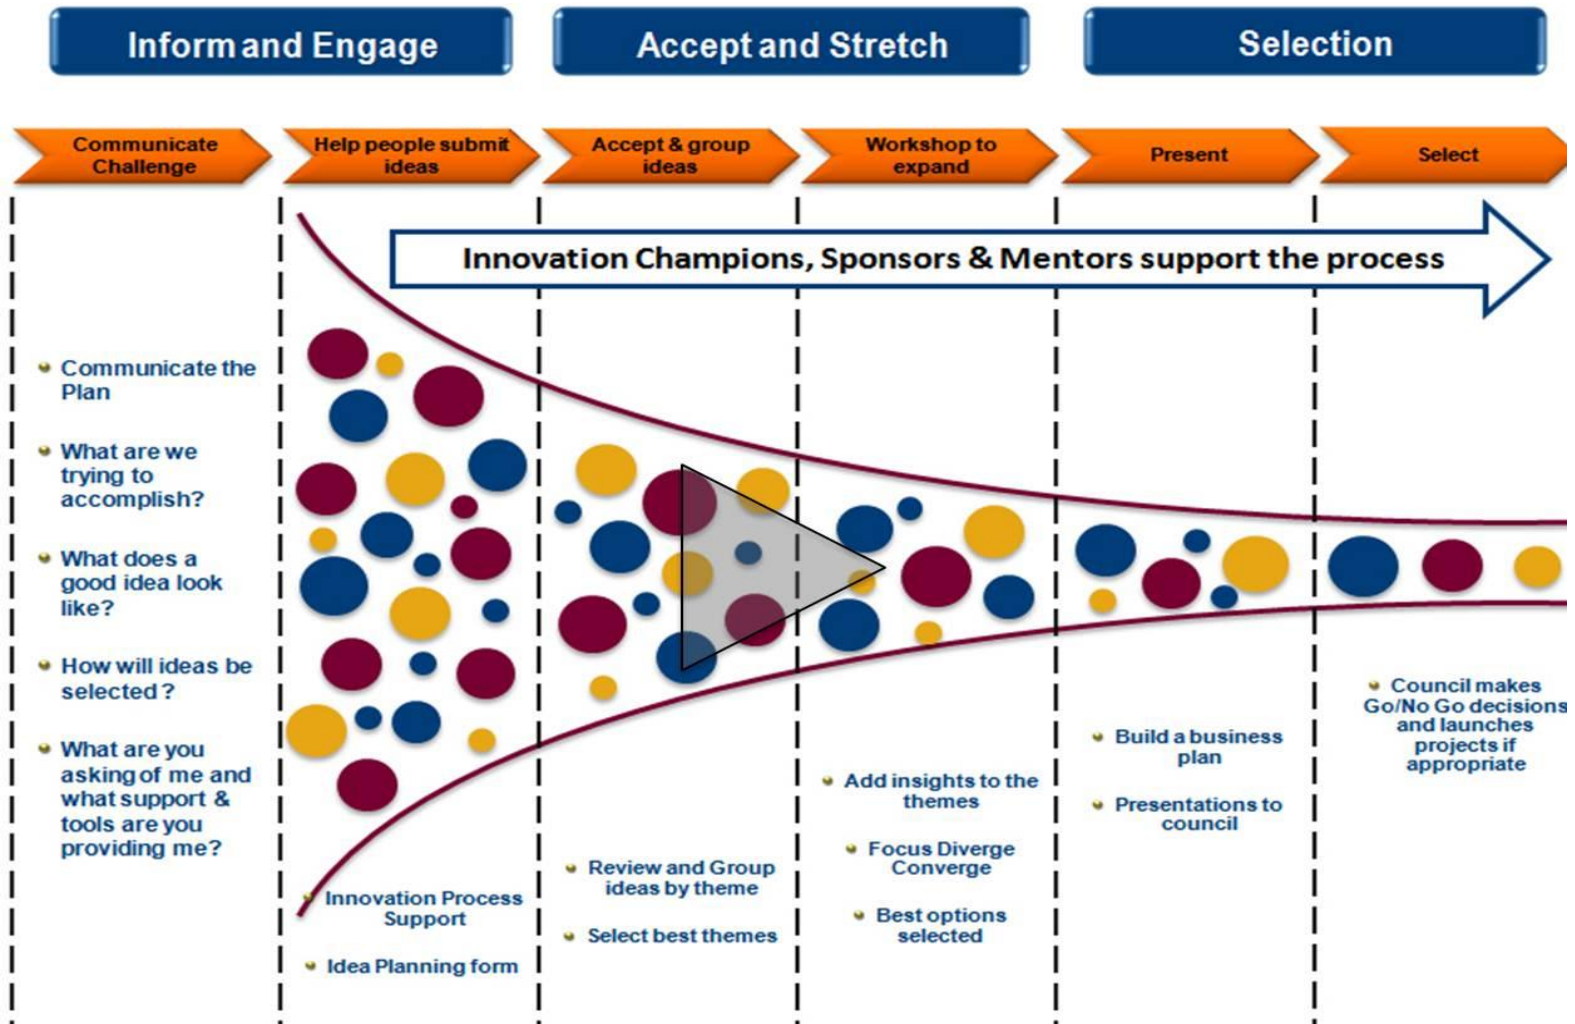 Inform and Engage
Accept and Stretch
Selection
Communicate
Challenge
Help people submit
ideas
Accept & group
ideas
Workshop to
expand
Present
Select
Innovation Champions, Sponsors & Mentors support the process
Communicate the
Plan
What are we
trying to
accomplish?
What does a
good idea look
like?
How will ideas be
selected ?
What are you
asking of me and
what support &
tools are you
providing me?
Innovation Process
Support
Idea Planning form
Review and Group
ideas by theme
Select best themes
Add insights to the
themes
Focus Diverge
Converge
Best options
selected
Build a business
plan
Presentations to
council
Council makes
Go/No Go decisions
and launches
projects if
appropriate